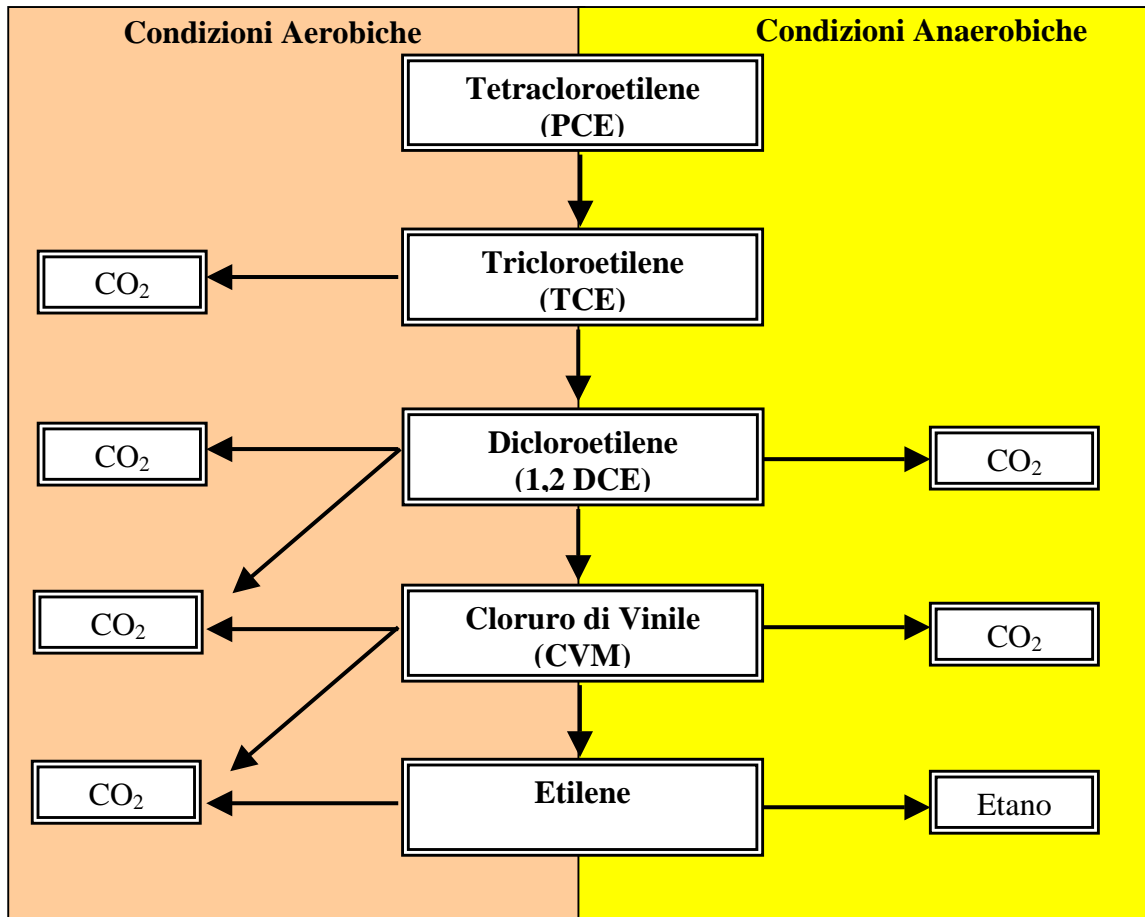 Condizioni Aerobiche
Condizioni Anaerobiche
Tetracloroetilene
(PCE)
Tricloroetilene
(TCE)
CO₂
Dicloroetilene
(1,2 DCE)
CO₂
CO₂
Cloruro di Vinile
(CVM)
CO₂
CO₂
Etilene
CO₂
Etano